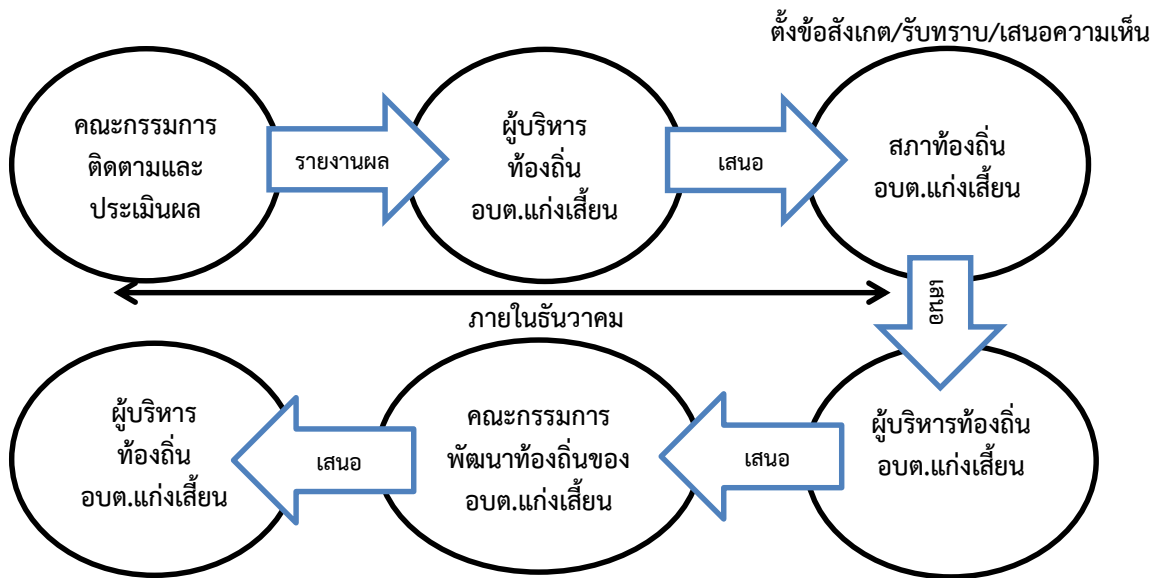 ตั้งข้อสังเกต/รับทราบ/เสนอความเห็น
คณะกรรมการ
ติดตามและ
ประเมินผล
รายงานผล
ผู้บริหาร
ท้องถิ่น
อบต.แก่งเสี้ยน
เสนอ
สภาท้องถิ่น
อบต.แก่งเสี้ยน
ภายในธันวาคม
เสนอ
ผู้บริหารท้องถิ่น
อบต.แก่งเสี้ยน
เสนอ
คณะกรรมการ
พัฒนาท้องถิ่นของ
อบต.แก่งเสี้ยน
เสนอ
ผู้บริหาร
ท้องถิ่น
อบต.แก่งเสี้ยน